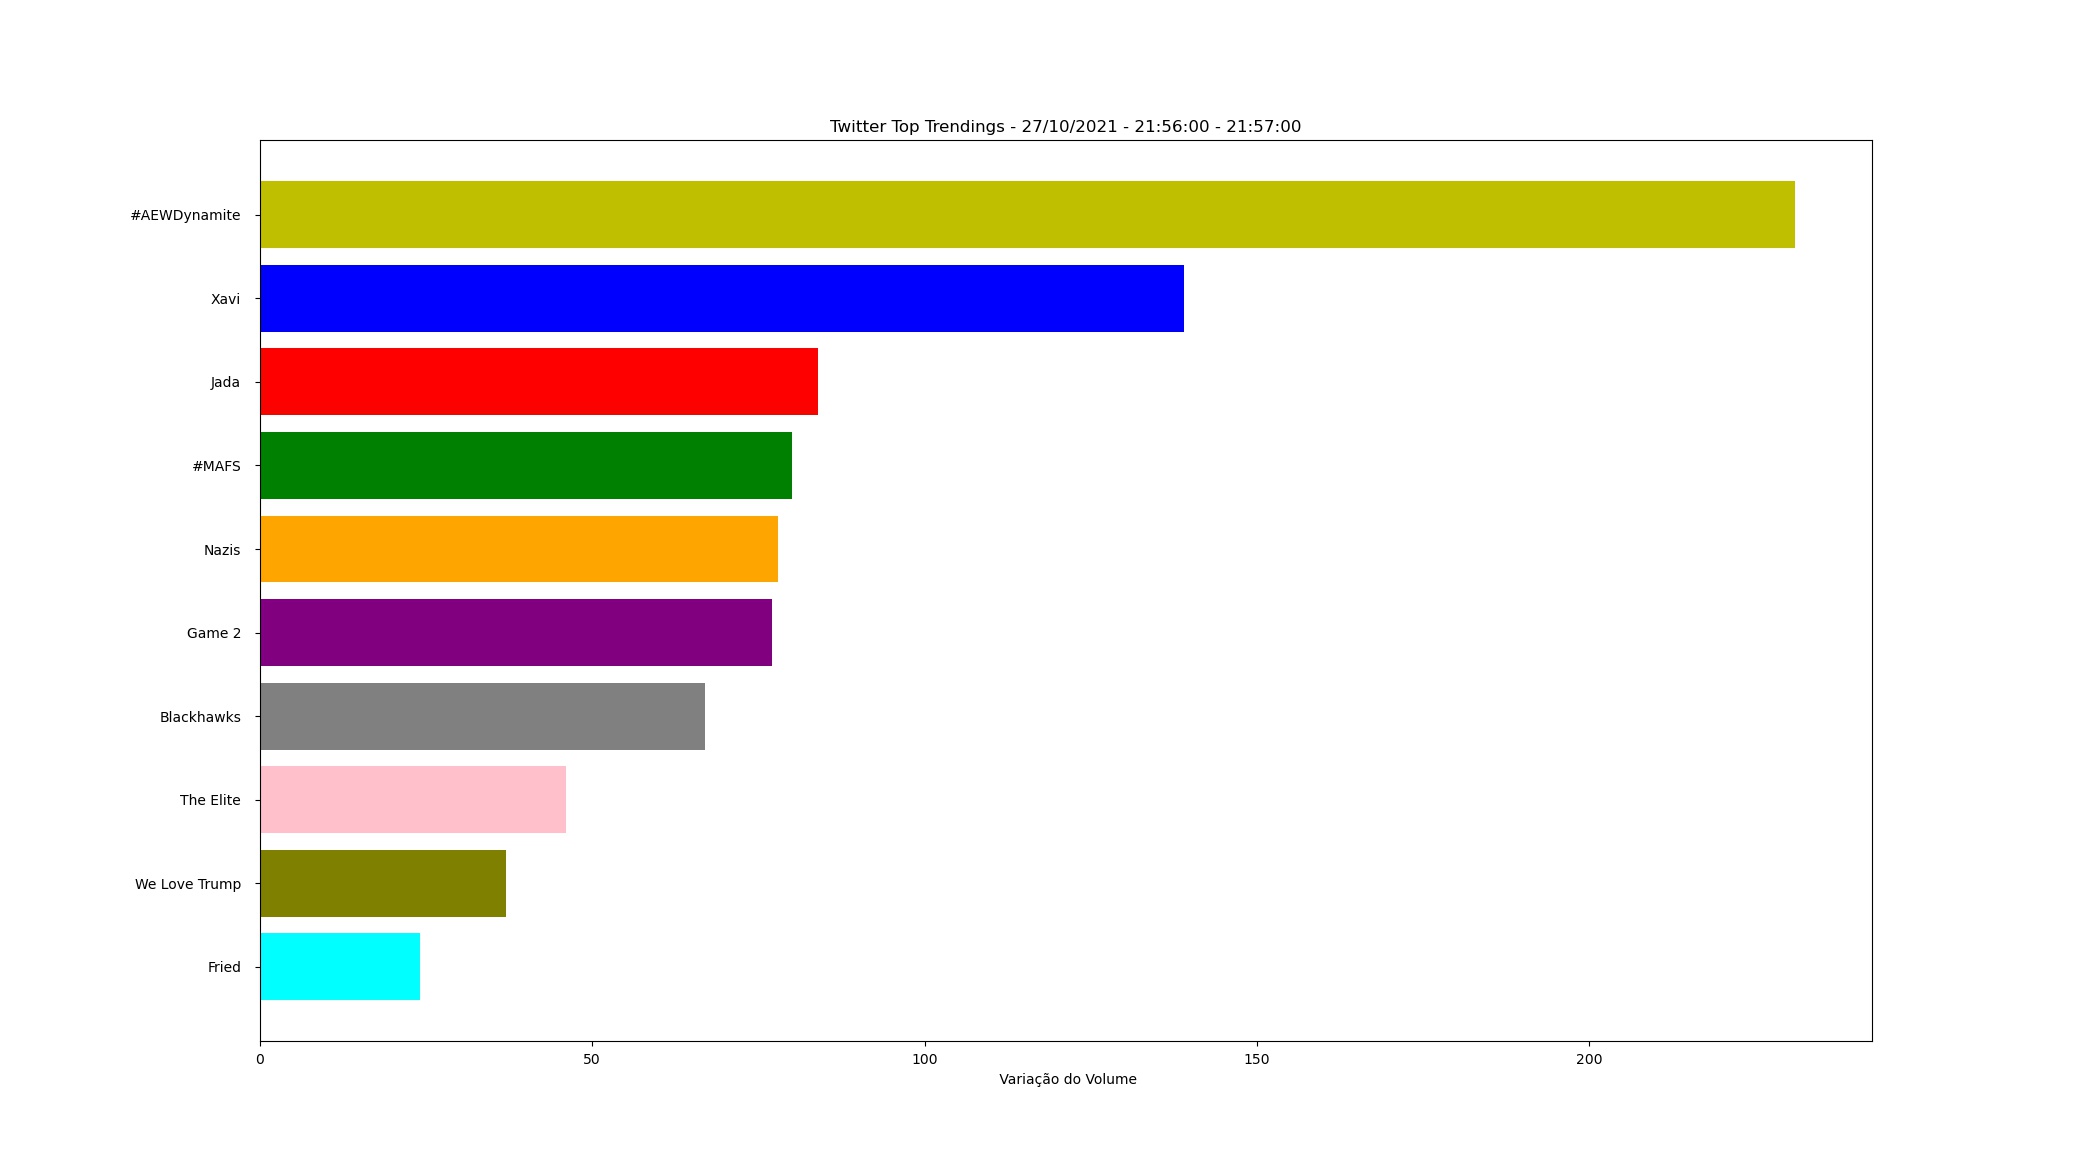 Twitter Top Trendings - 27/10/2021 - 21:56:00 - 21:57:00
#AEWDynamite
Xavi
Jada
#MAFS
Nazis
Game 2
Blackhawks
The Elite
We Love Trump
Fried
0 50 100 150 200
Variação do Volume